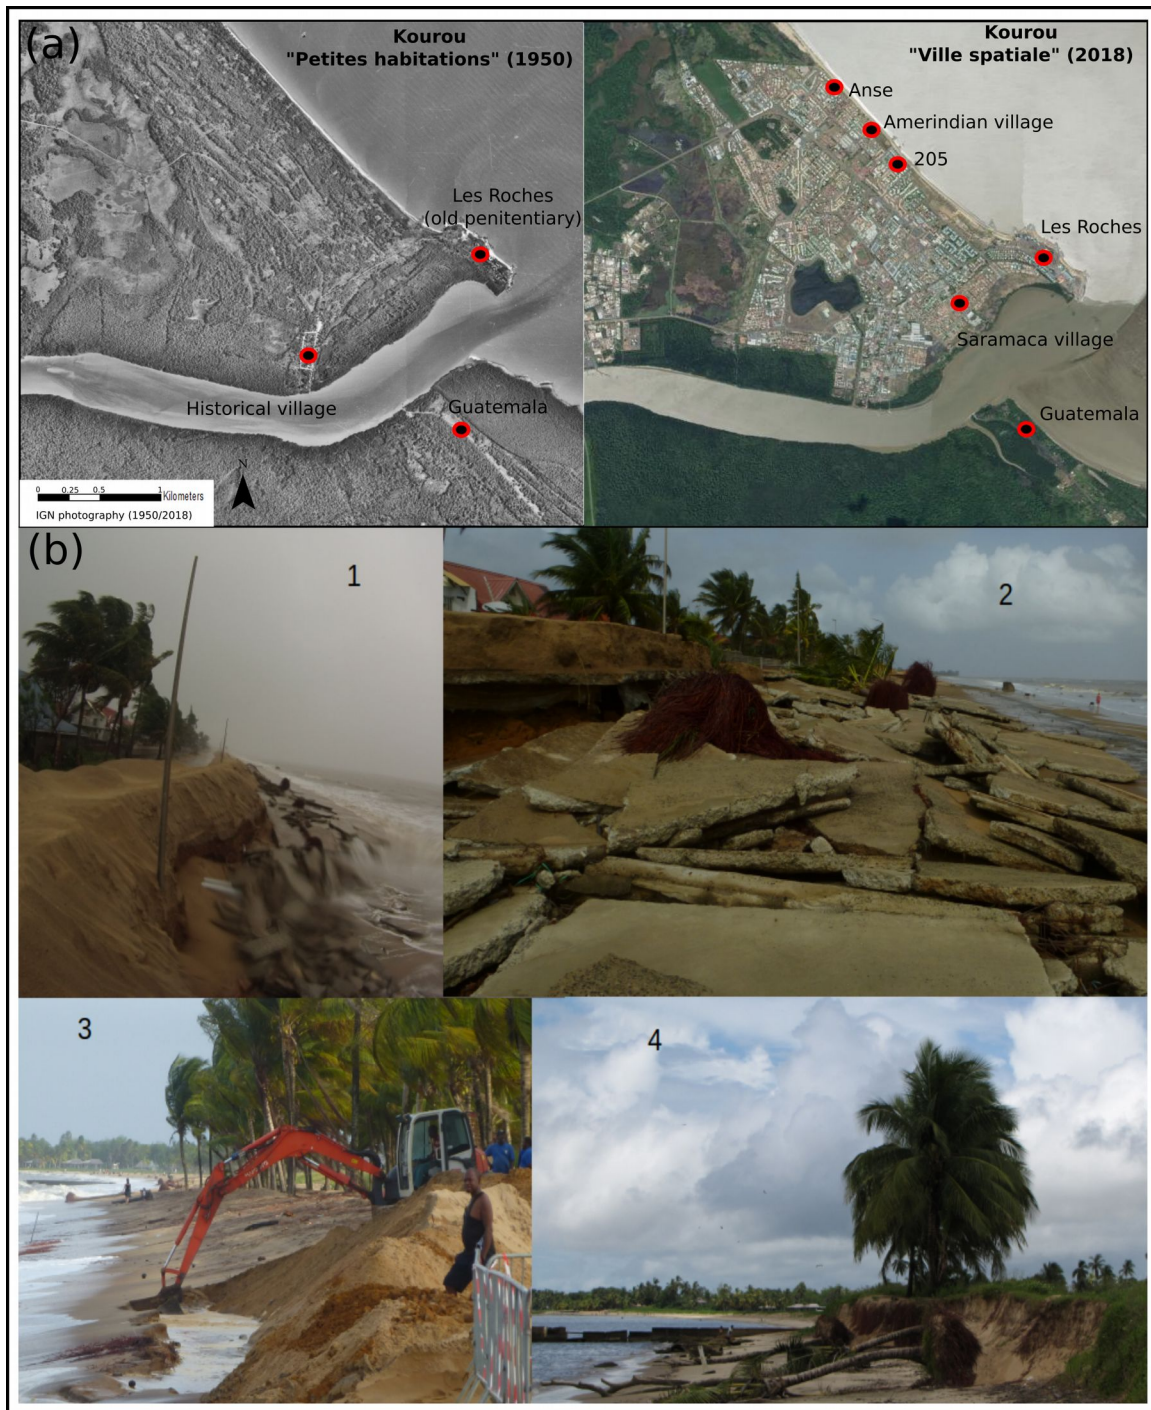 (a)
Kourou
"Petites habitations" (1950)
Les Roches
(old penitentiary)
Historical village
Guatemala
N
0 0.25 0.5 1 Kilometers
IGN photography (1950/2018)
Kourou
"Ville spatiale" (2018)
Anse
Amerindian village
205
Les Roches
Saramaca village
Guatemala
(b)
1
2
3
4